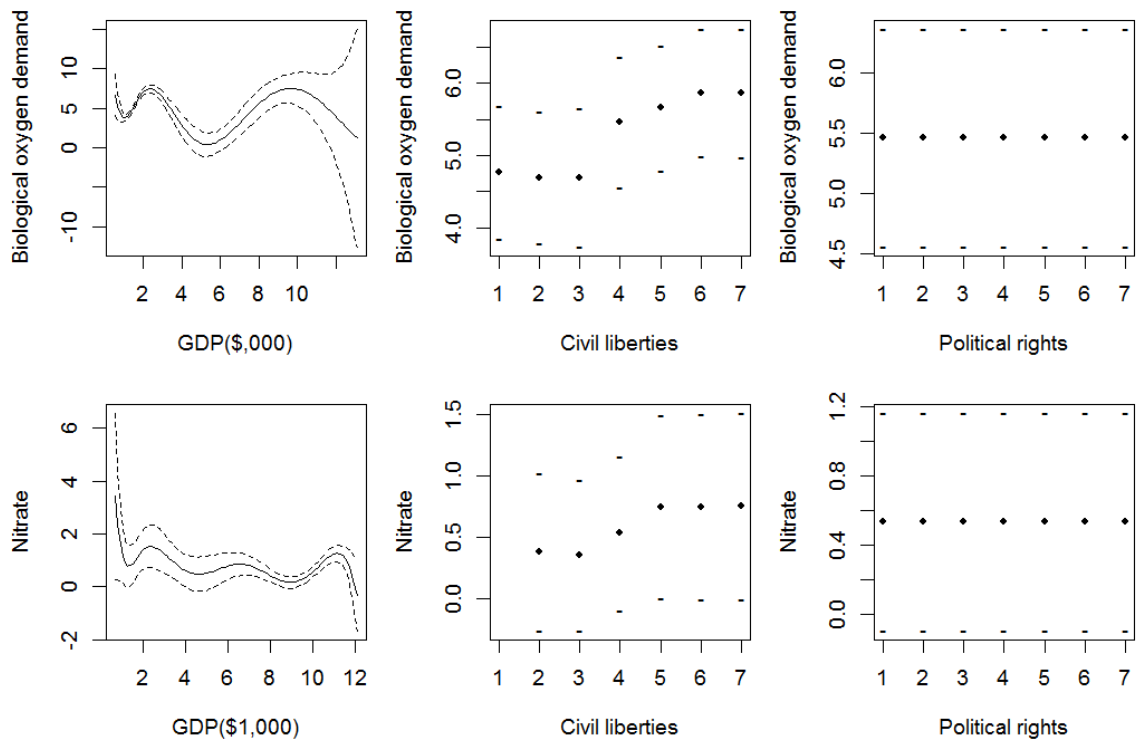 Biological oxygen demand
10
5
0
-10
2 4 6 8 10
GDP($,000)
Biological oxygen demand
6.0
5.0
4.0
1 2 3 4 5 6 7
Civil liberties
Biological oxygen demand
6.0
5.5
5.0
4.5
1 2 3 4 5 6 7
Political rights
Nitrate
6
4
2
0
-2
2 4 6 8 10 12
GDP($1,000)
Nitrate
1.5
1.0
0.5
0.0
1 2 3 4 5 6 7
Civil liberties
Nitrate
1.2
0.8
0.4
0.0
1 2 3 4 5 6 7
Political rights